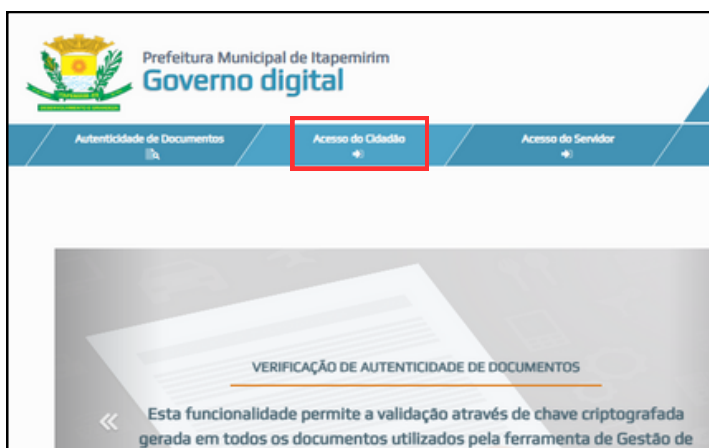 Prefeitura Municipal de Itapemirim
Governo digital
Autenticidade de Documentos
Acesso do Cidadão
Acesso do Servidor
VERIFICAÇÃO DE AUTENTICIDADE DE DOCUMENTOS
Esta funcionalidade permite a validação através de chave criptografada
gerada em todos os documentos utilizados pela ferramenta de Gestão de